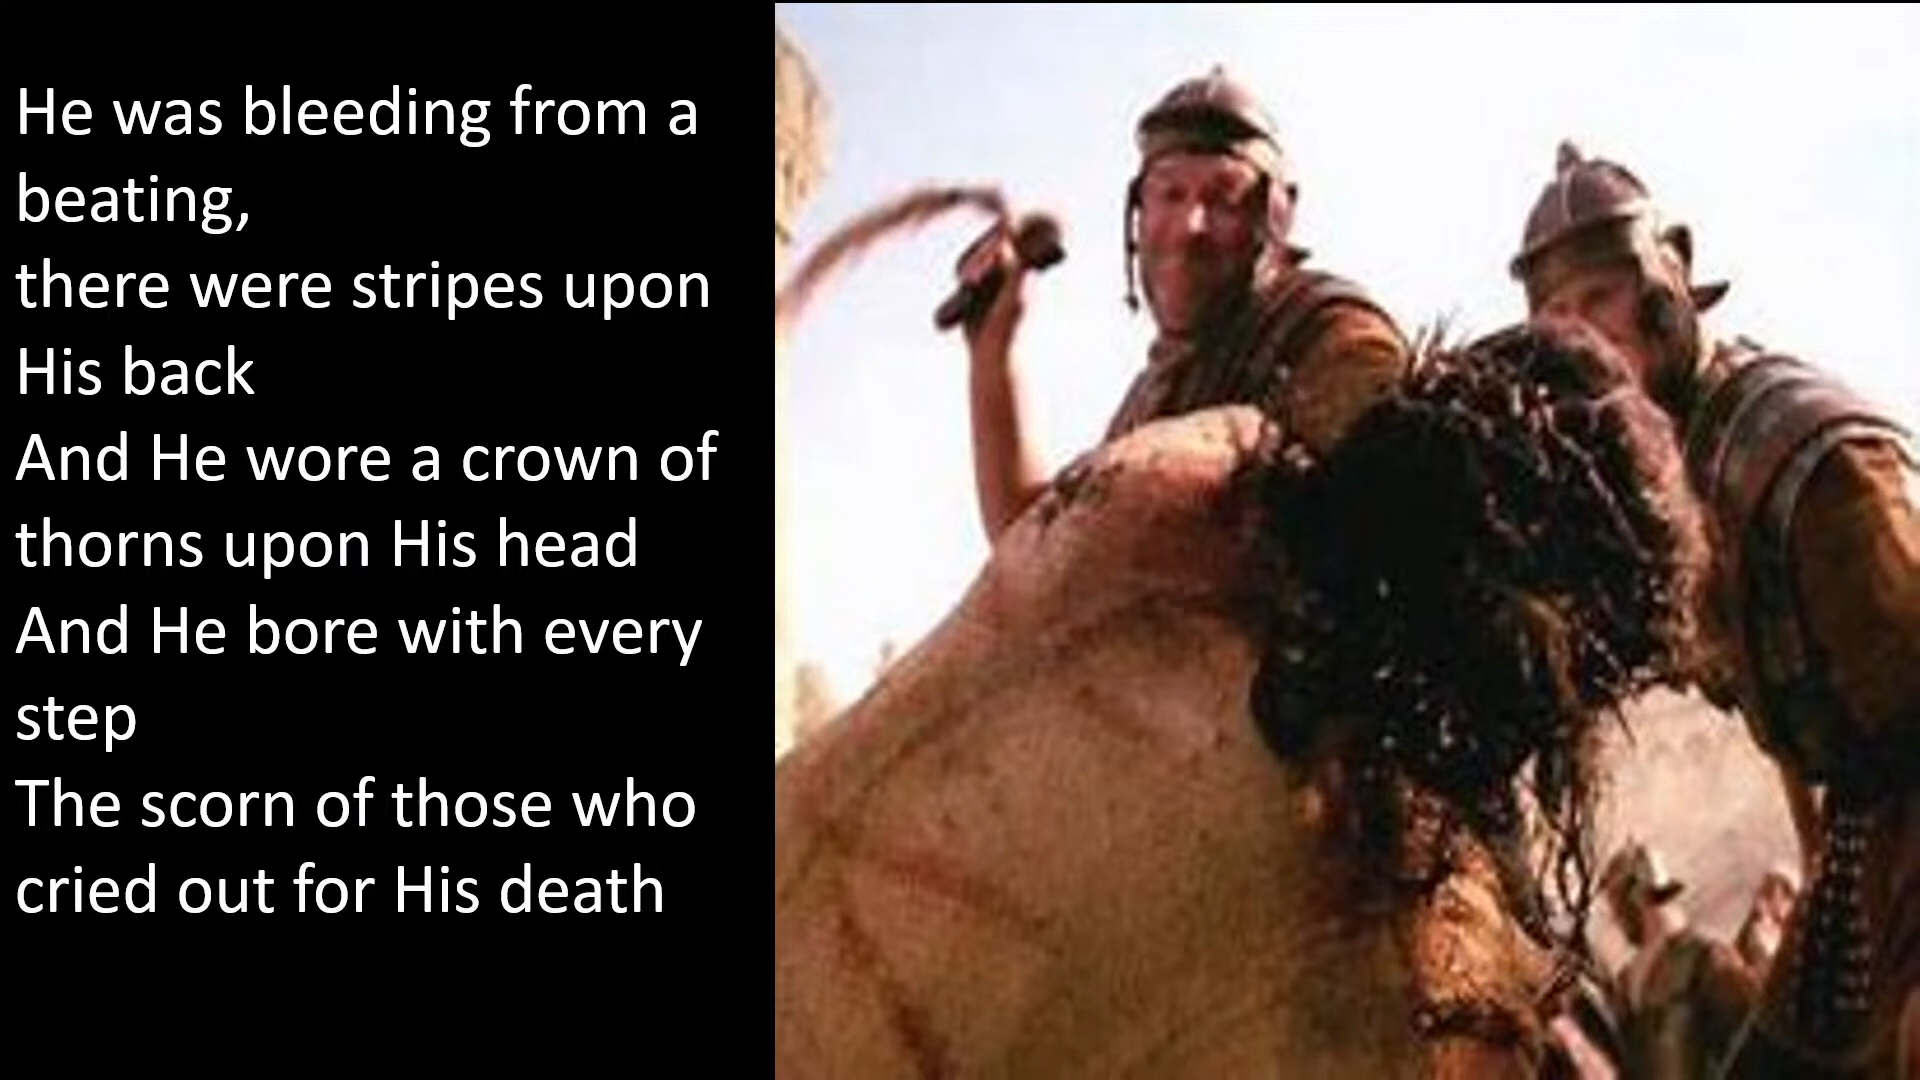 He was bleeding from a
beating,
there were stripes upon
His back
And He wore a crown of
thorns upon His head
And He bore with every
step
The scorn of those who
cried out for His death